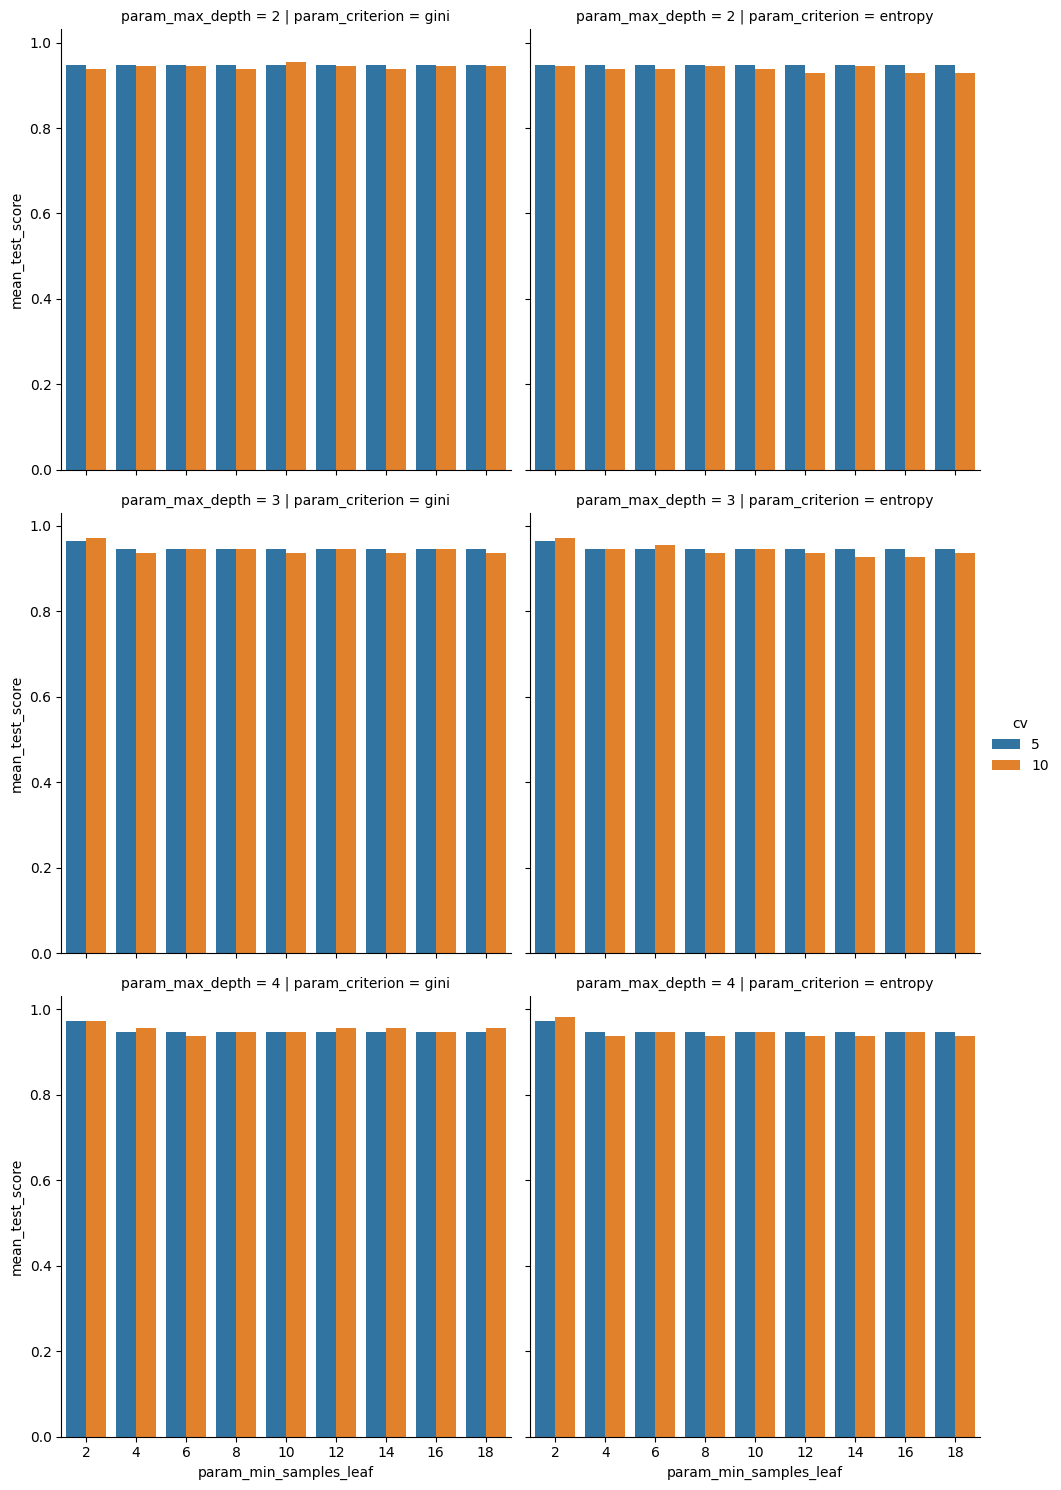 param_max_depth = 2 | param_criterion = gini
param_max_depth = 2 | param_criterion = entropy
1.0
0.8
0.6
0.4
0.2
0.0
mean_test_score
param_max_depth = 3 | param_criterion = gini
param_max_depth = 3 | param_criterion = entropy
1.0
0.8
0.6
0.4
0.2
0.0
mean_test_score
cv
5
10
param_max_depth = 4 | param_criterion = gini
param_max_depth = 4 | param_criterion = entropy
1.0
0.8
0.6
0.4
0.2
0.0
mean_test_score
2 4 6 8 10 12 14 16 18
param_min_samples_leaf
2 4 6 8 10 12 14 16 18
param_min_samples_leaf